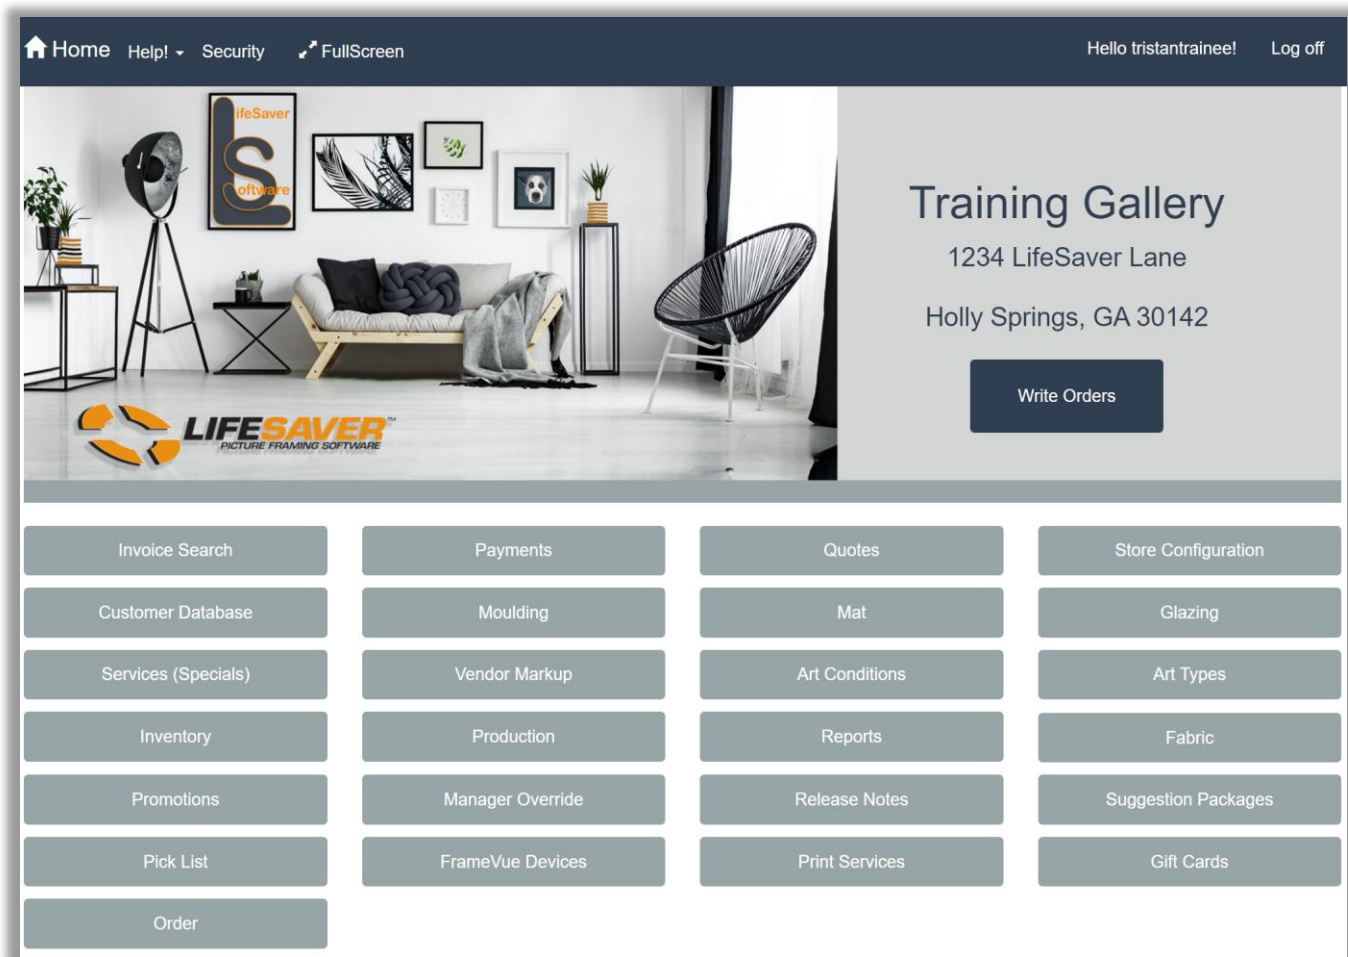 Home Help! Security FullScreen Hello tristantrainee! Log off
ifeSaver
LS
oftware
LIFESAVER™
PICTURE FRAMING SOFTWARE
Training Gallery
1234 LifeSaver Lane
Holly Springs, GA 30142
Write Orders
Invoice Search Payments Quotes Store Configuration
Customer Database Moulding Mat Glazing
Services (Specials) Vendor Markup Art Conditions Art Types
Inventory Production Reports Fabric
Promotions Manager Override Release Notes Suggestion Packages
Pick List FrameVue Devices Print Services Gift Cards
Order